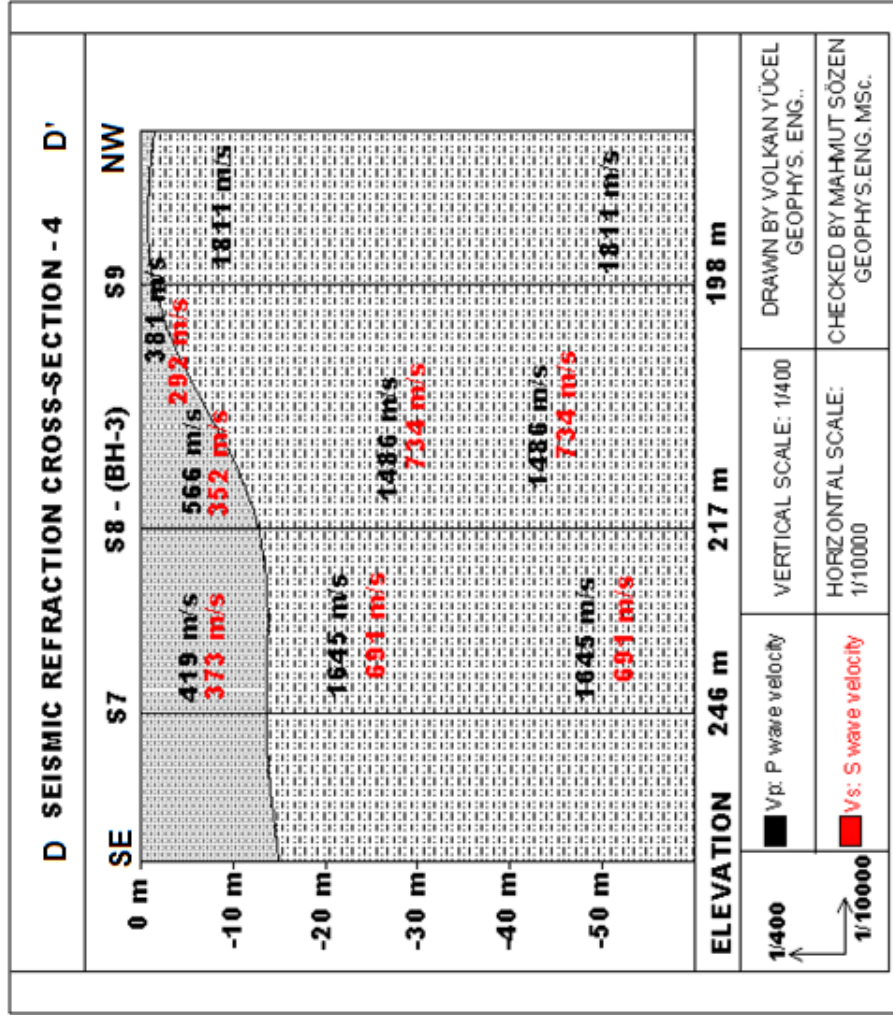 D SEISMIC REFRACTION CROSS-SECTION - 4 D'
SE S7 S8 - (BH-3) S9 NW
0 m
-10 m
-20 m
-30 m
-40 m
-50 m
419 m/s
373 m/s
566 m/s
352 m/s
381 m/s
292 m/s
1811 m/s
1645 m/s
691 m/s
1486 m/s
734 m/s
1486 m/s
734 m/s
1645 m/s
691 m/s
1811 m/s
ELEVATION 246 m 217 m 198 m
1/400
1/10000
Vp: P wave velocity
Vs: S wave velocity
VERTICAL SCALE: 1/400
HORIZONTAL SCALE:
1/10000
DRAWN BY VOLKAN YÜCEL
GEOPHYS. ENG..
CHECKED BY MAHMUT SÖZEN
GEOPHYS.ENG. MSc.